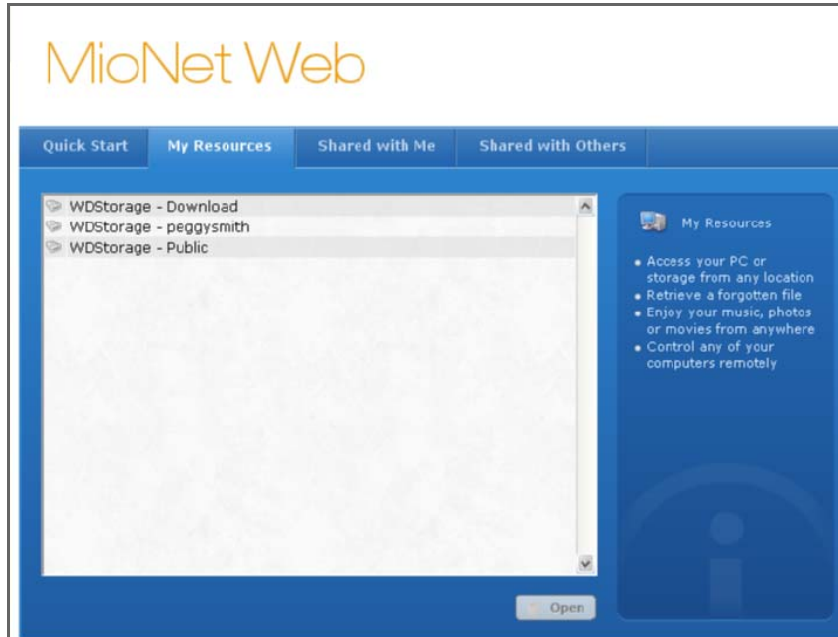 MioNet Web
Quick Start My Resources Shared with Me Shared with Others
WDStorage - Download
WDStorage - peggysmith
WDStorage - Public
Open
My Resources
• Access your PC or
storage from any location
• Retrieve a forgotten file
• Enjoy your music, photos
or movies from anywhere
• Control any of your
computers remotely